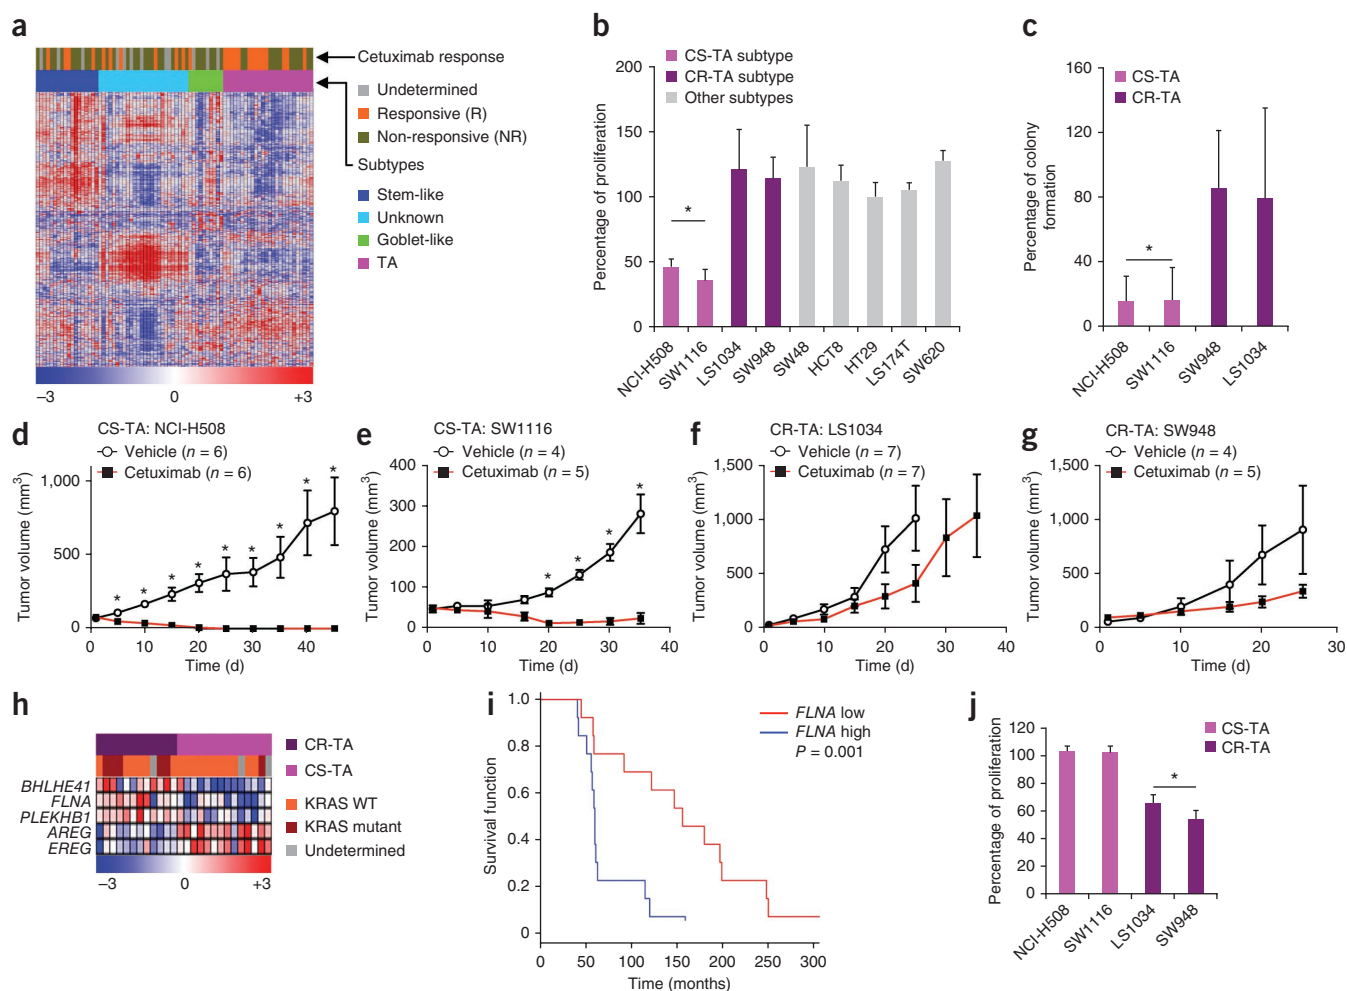 a
Cetuximab response
Undetermined
Responsive (R)
Non-responsive (NR)
Subtypes
Stem-like
Unknown
Goblet-like
TA
–3 0 +3
b
CS-TA subtype
CR-TA subtype
Other subtypes
Percentage of proliferation
200
150
100
50
0
*
NCI-H508
SW1116
LS1034
SW948
SW48
HCT8
HT29
LS174T
SW620
c
CS-TA
CR-TA
Percentage of colony
formation
160
120
80
40
0
*
NCI-H508
SW1116
SW948
LS1034
d
CS-TA: NCI-H508
Vehicle (n = 6)
Cetuximab (n = 6)
Tumor volume (mm3)
1,000
500
0
* * * * * * * * *
0 10 20 30 40
Time (d)
e
CS-TA: SW1116
Vehicle (n = 4)
Cetuximab (n = 5)
Tumor volume (mm3)
400
300
200
100
0
* * * *
0 10 20 30 40
Time (d)
f
CR-TA: LS1034
Vehicle (n = 7)
Cetuximab (n = 7)
Tumor volume (mm3)
1,500
1,000
500
0
0 10 20 30 40
Time (d)
g
CR-TA: SW948
Vehicle (n = 4)
Cetuximab (n = 5)
Tumor volume (mm3)
1,500
1,000
500
0
0 10 20 30
Time (d)
h
CR-TA
CS-TA
KRAS WT
KRAS mutant
Undetermined
BHLHE41
FLNA
PLEKHB1
AREG
EREG
–3 0 +3
i
FLNA low
FLNA high
P = 0.001
Survival function
1.0
0.8
0.6
0.4
0.2
0
0 50 100 150 200 250 300
Time (months)
j
CS-TA
CR-TA
Percentage of proliferation
120
100
80
60
40
20
0
*
NCI-H508
SW1116
LS1034
SW948